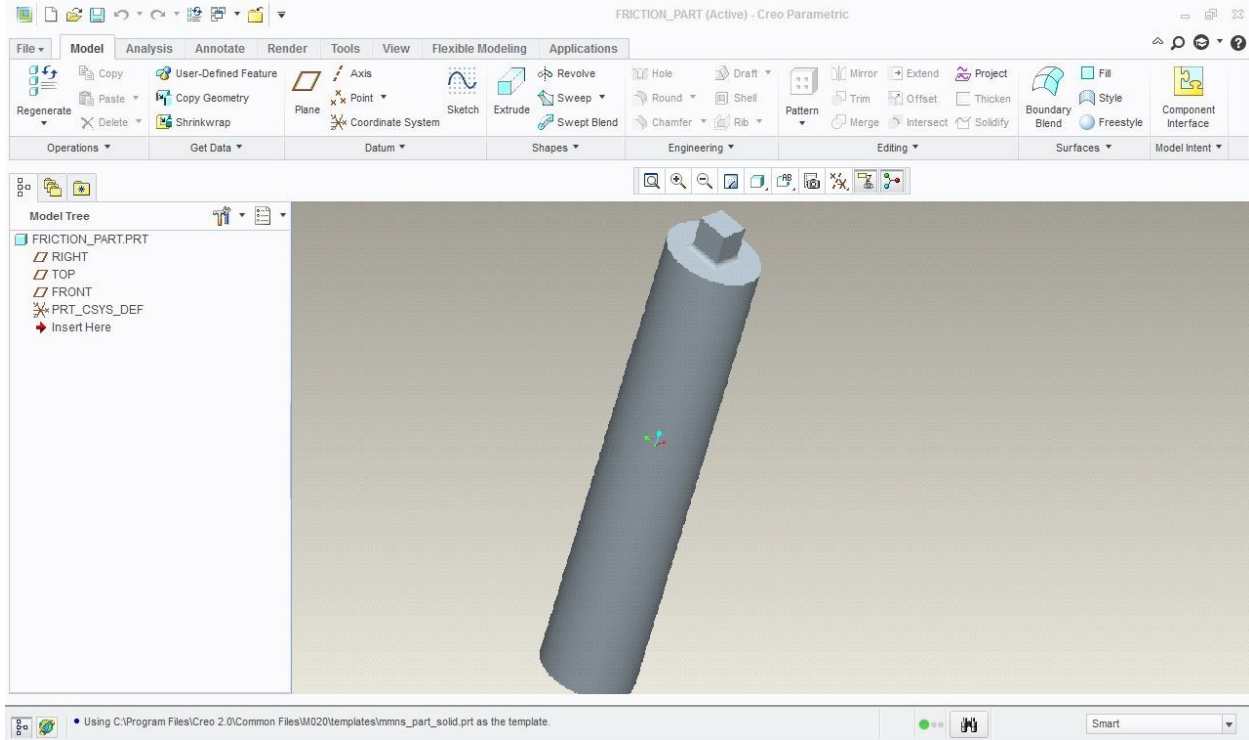 FRICTION_PART (Active) - Creo Parametric
File Model Analysis Annotate Render Tools View Flexible Modeling Applications
Regenerate
Copy
Paste
Delete
Operations
User-Defined Feature
Copy Geometry
Shrinkwrap
Get Data
Plane
Axis
Point
Coordinate System
Sketch
Datum
Extrude
Revolve
Sweep
Swept Blend
Shapes
Hole Draft
Round Shell
Chamfer Rib
Engineering
Pattern
Mirror Extend Project
Trim Offset Thicken
Merge Intersect Solidify
Editing
Boundary
Blend
Fill
Style
Freestyle
Surfaces
Component
Interface
Model Intent
Model Tree
FRICTION_PART.PRT
RIGHT
TOP
FRONT
PRT_CSYS_DEF
Insert Here
• Using C:\Program Files\Creo 2.0\Common Files\M020\templates\mmns_part_solid.prt as the template.
Smart